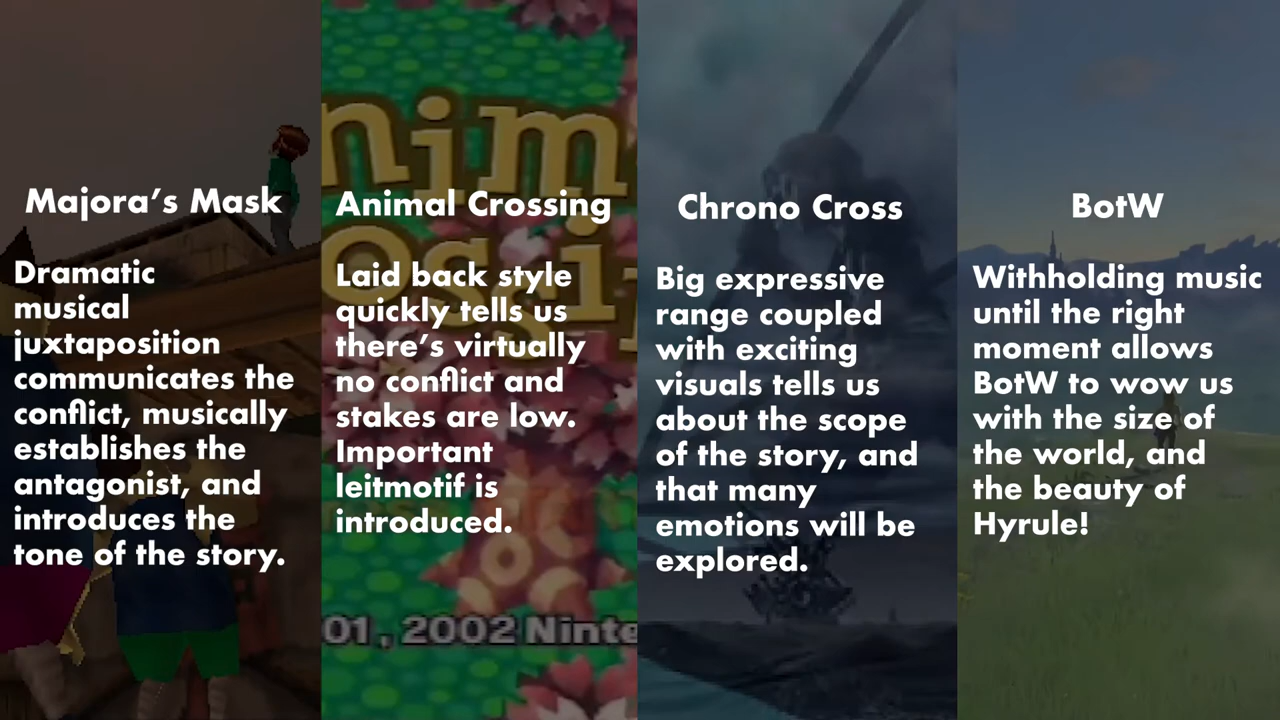 Majora's Mask
Dramatic
musical
juxtaposition
communicates the
conflict, musically
establishes the
antagonist, and
introduces the
tone of the story.
Animal Crossing
Laid back style
quickly tells us
there's virtually
no conflict and
stakes are low.
Important
leitmotif is
introduced.
nim
ossi
01, 2002 Ninte
Chrono Cross
Big expressive
range coupled
with exciting
visuals tells us
about the scope
of the story, and
that many
emotions will be
explored.
BotW
Withholding music
until the right
moment allows
BotW to wow us
with the size of
the world, and
the beauty of
Hyrule!